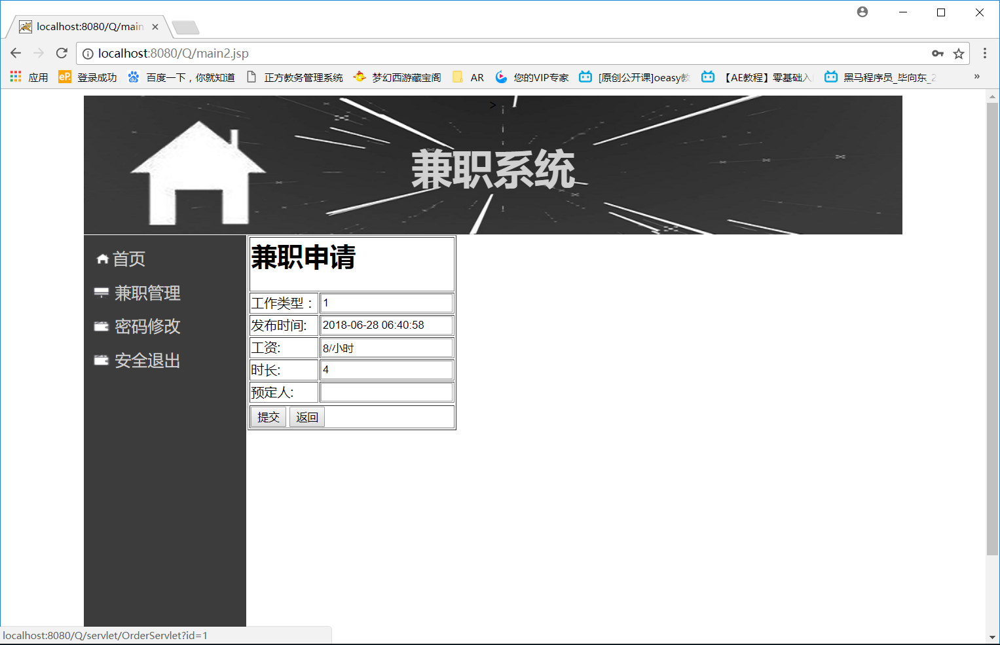 localhost:8080/Q/main
localhost:8080/Q/main2.jsp
应用 登录成功 百度一下，你就知道 正方教务管理系统 梦幻西游藏宝阁 AR 您的VIP专家 [原创公开课]oeasy教 【AE教程】零基础入 黑马程序员_毕向东_2 »
>
兼职系统
首页
兼职管理
密码修改
安全退出
兼职申请
工作类型： 1
发布时间: 2018-06-28 06:40:58
工资: 8/小时
时长: 4
预定人:
提交 返回
localhost:8080/Q/servlet/OrderServlet?id=1